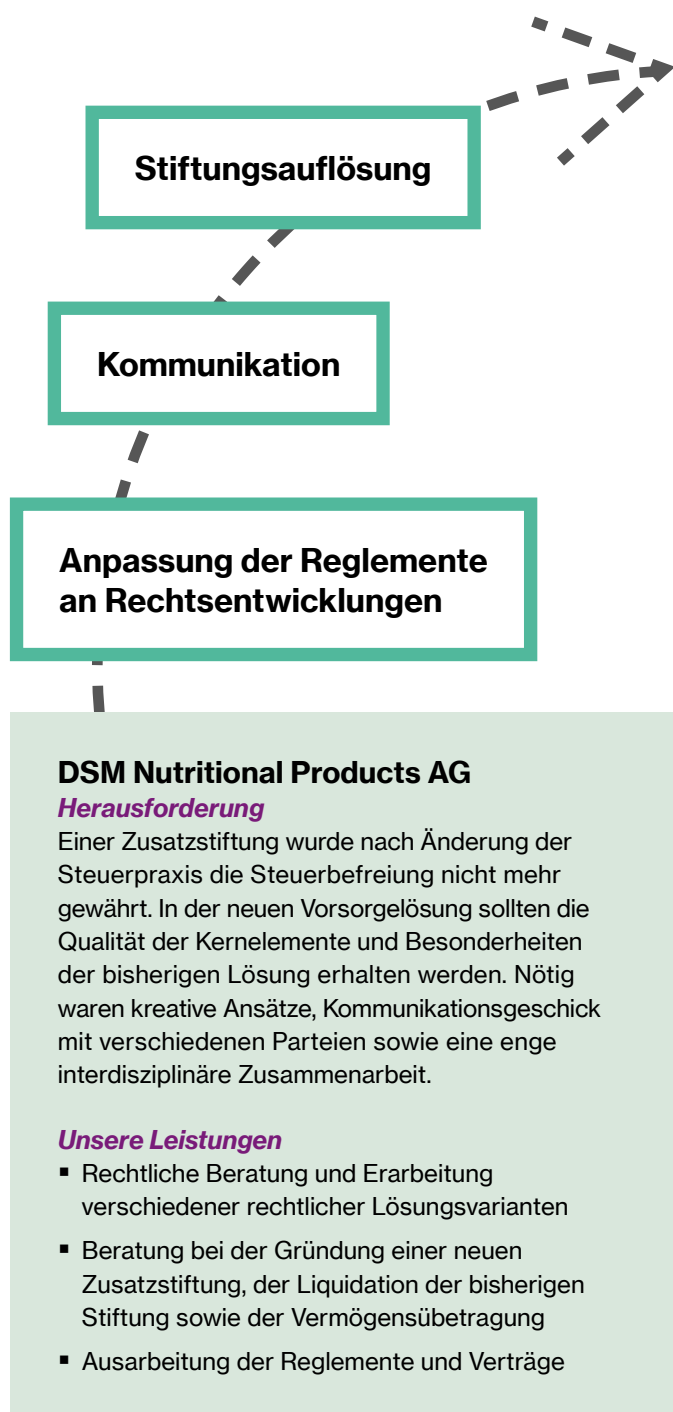 Stiftungsauflösung
Kommunikation
Anpassung der Reglemente
an Rechtsentwicklungen
DSM Nutritional Products AG
Herausforderung
Einer Zusatzstiftung wurde nach Änderung der
Steuerpraxis die Steuerbefreiung nicht mehr
gewährt. In der neuen Vorsorgelösung sollten die
Qualität der Kernelemente und Besonderheiten
der bisherigen Lösung erhalten werden. Nötig
waren kreative Ansätze, Kommunikationsgeschick
mit verschiedenen Parteien sowie eine enge
interdisziplinäre Zusammenarbeit.
Unsere Leistungen
▪ Rechtliche Beratung und Erarbeitung
verschiedener rechtlicher Lösungsvarianten
▪ Beratung bei der Gründung einer neuen
Zusatzstiftung, der Liquidation der bisherigen
Stiftung sowie der Vermögensübetragung
▪ Ausarbeitung der Reglemente und Verträge